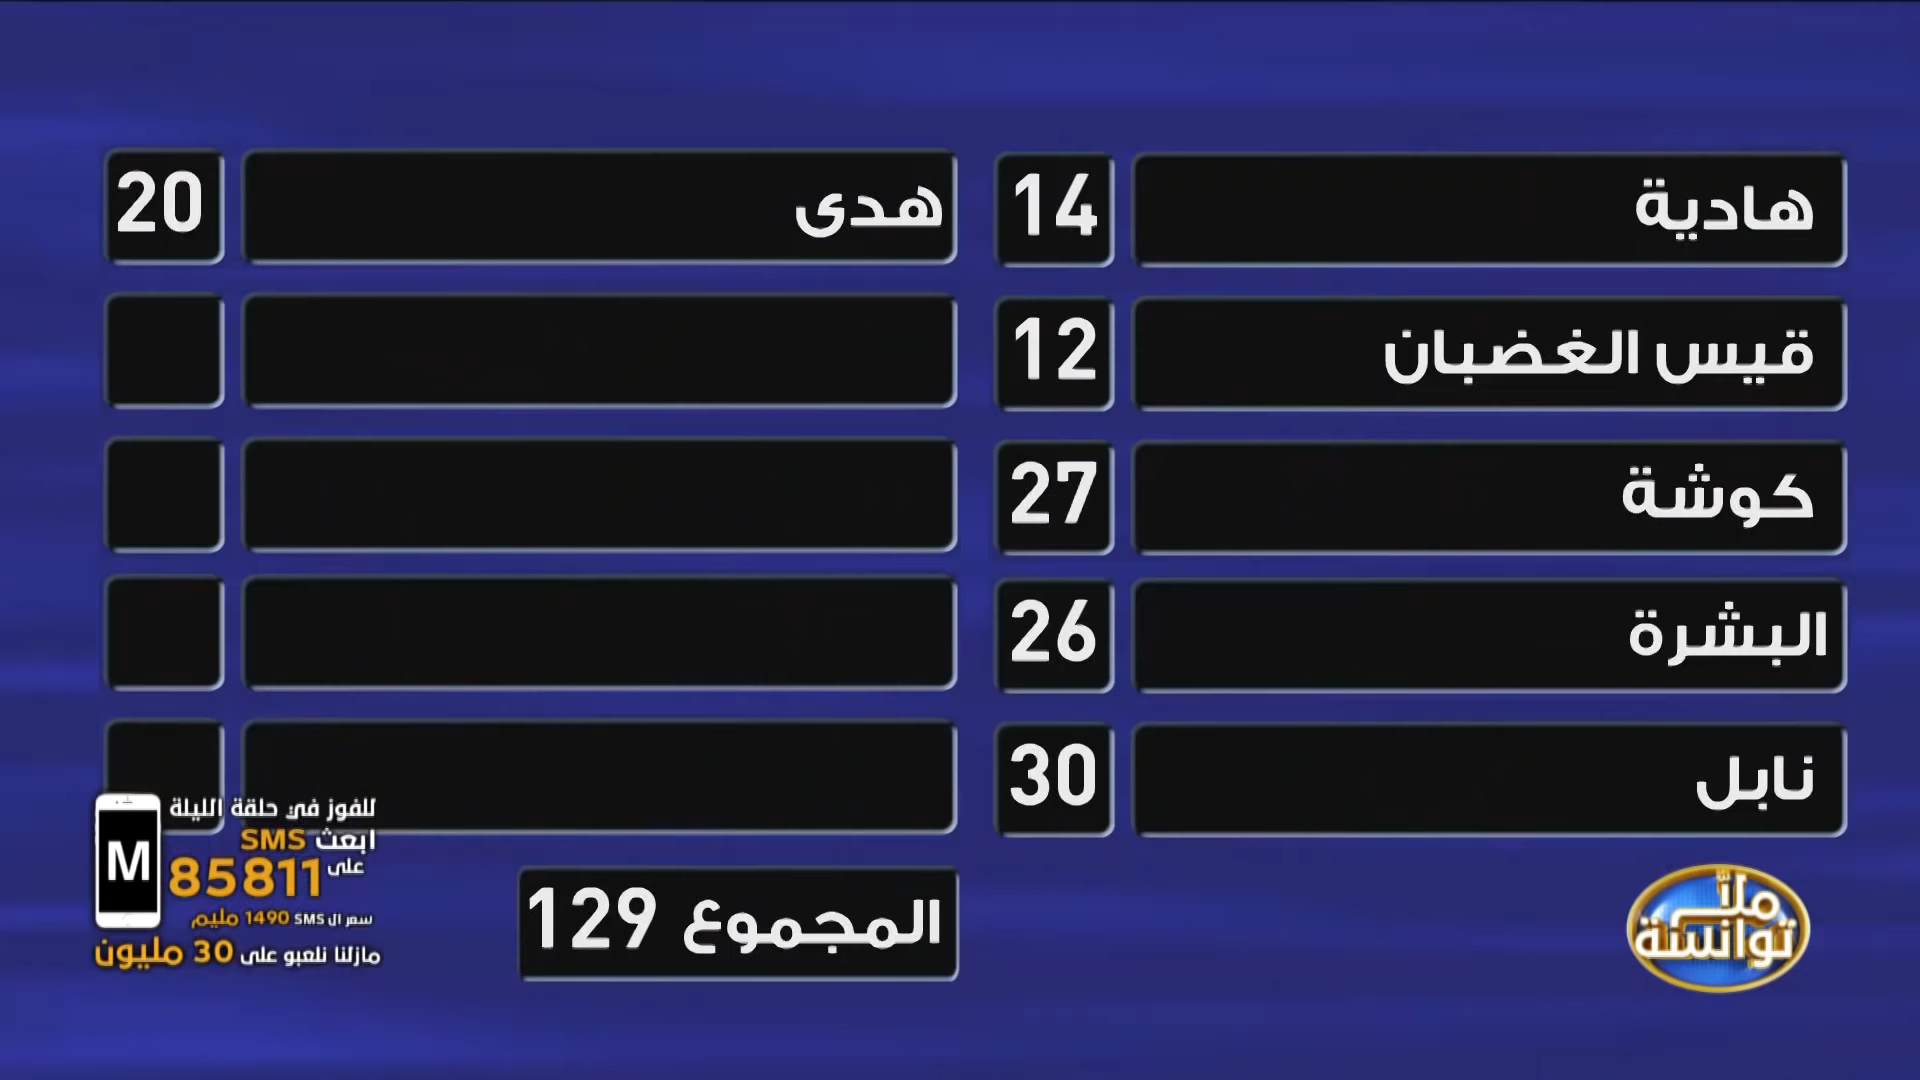 هادية 14
قيس الغضبان 12
كوشة 27
البشرة 26
نابل 30
هدى 20
المجموع 129
للفوز في حلقة الليلة
ابعث SMS
على 85811
سعر ال SMS 1490 مليم
مازلنا نلعبو على 30 مليون
M
ملا
توانسة